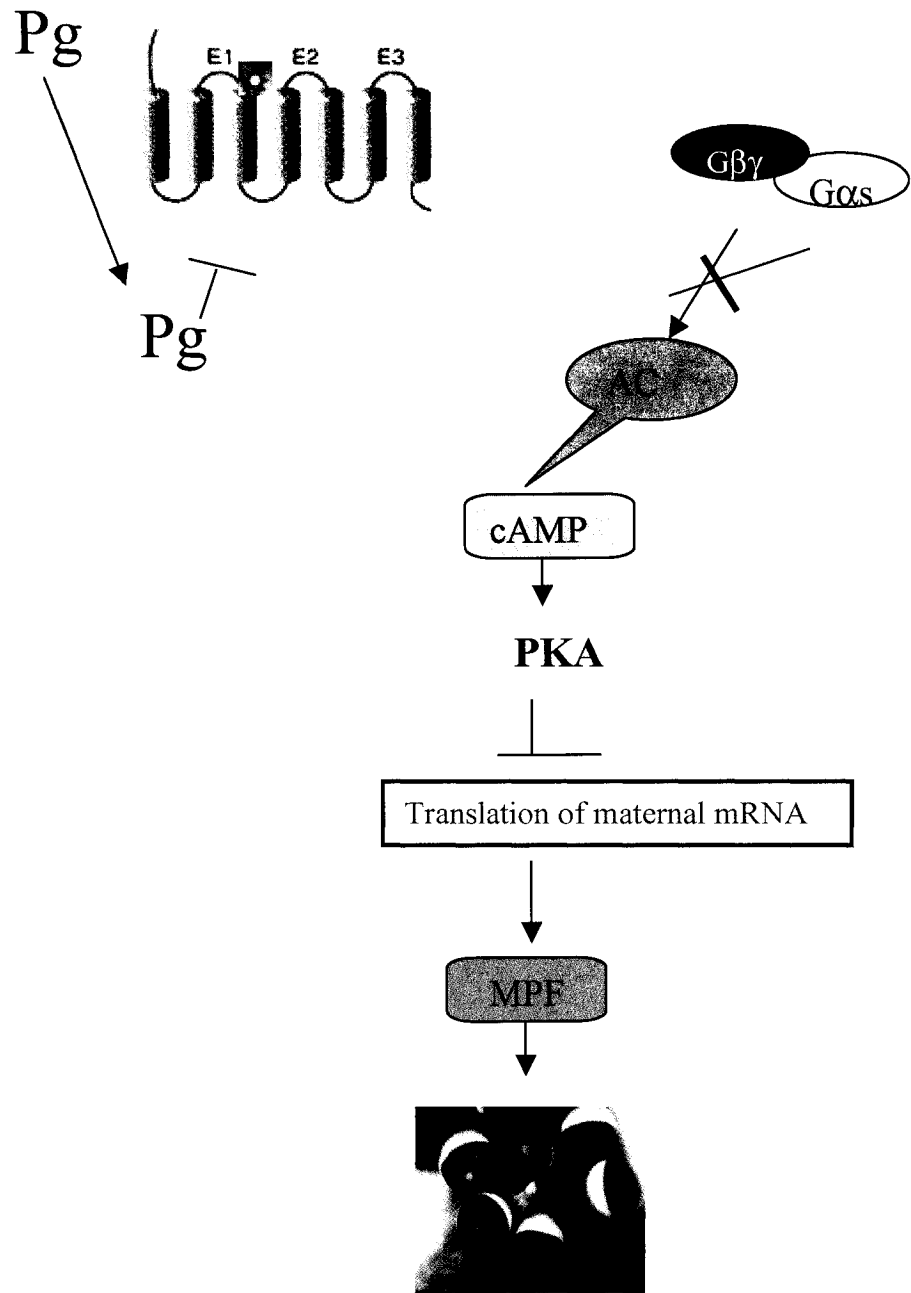 Pg
E1 E2 E3
Gβγ
Gαs
Pg
AC
cAMP
PKA
Translation of maternal mRNA
MPF